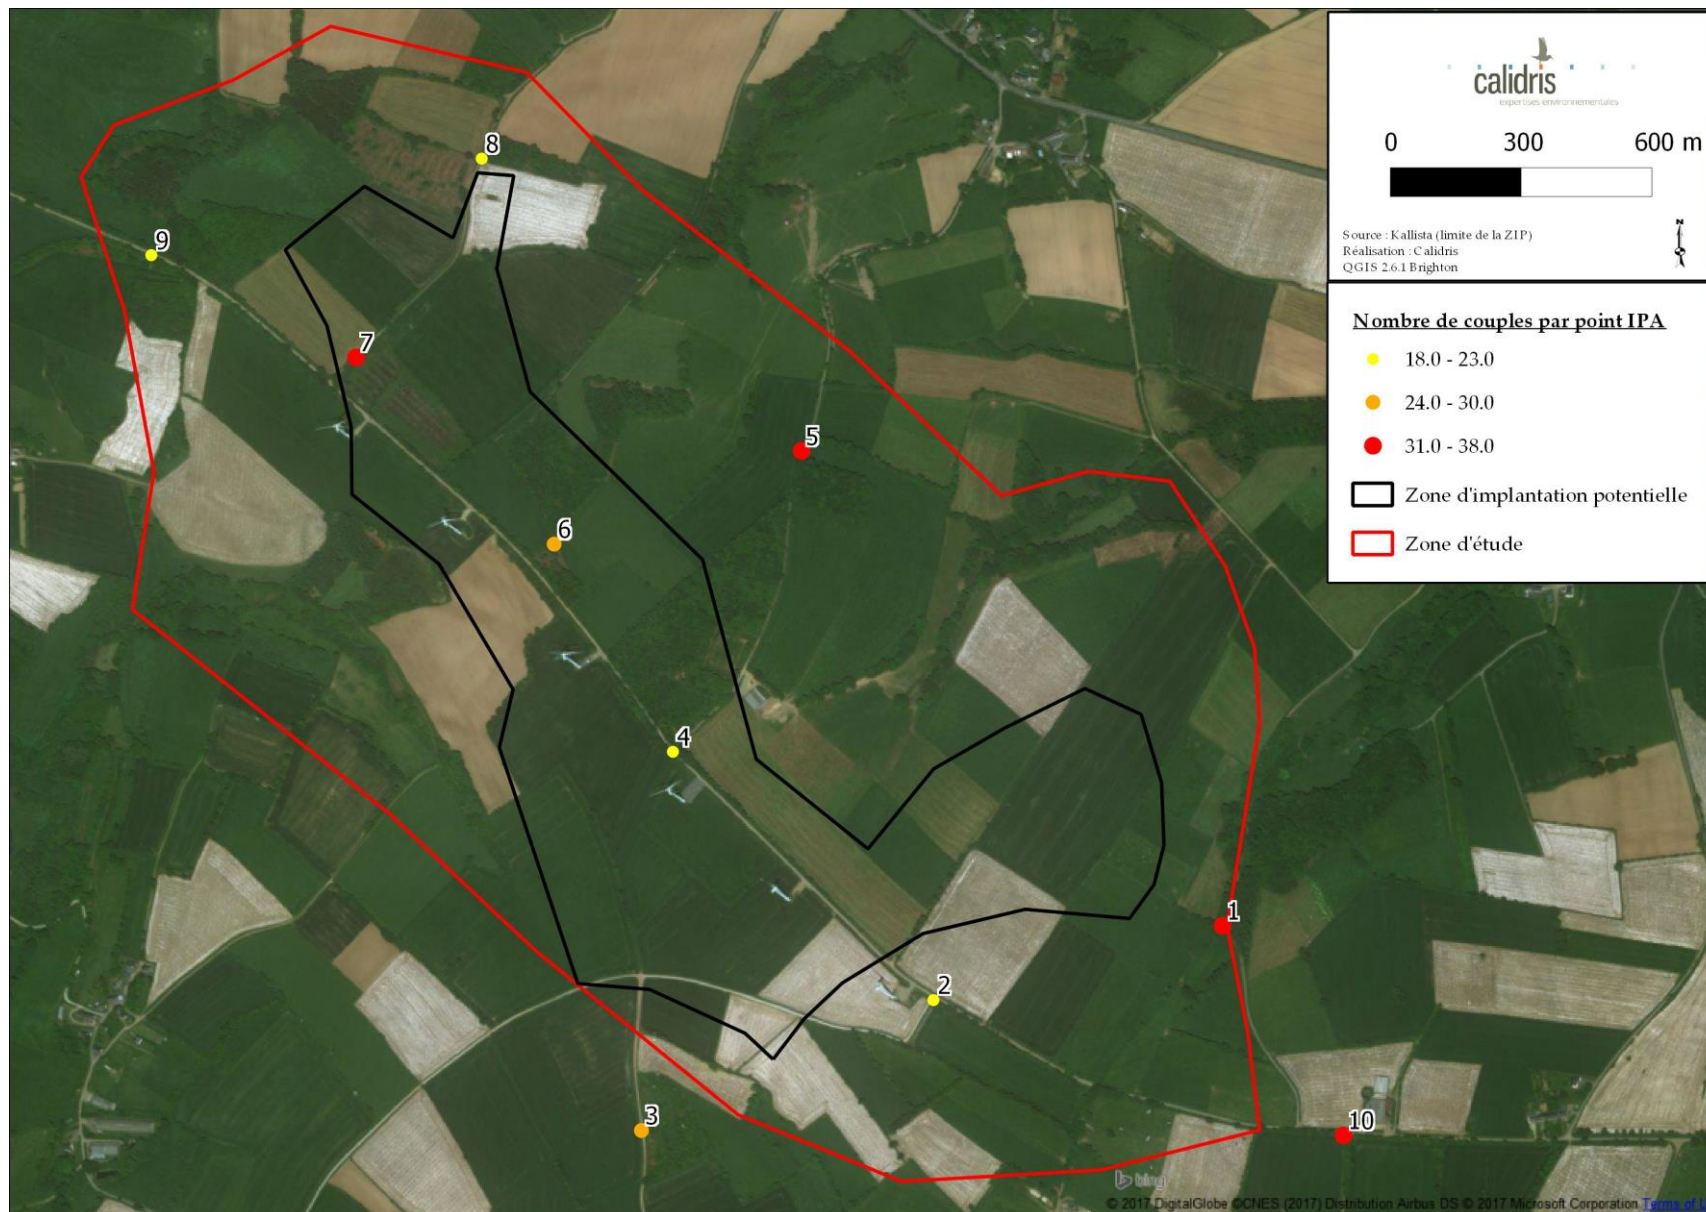 calidris
expertises environnementales
0 300 600 m
Source : Kallista (limite de la ZIP)
Réalisation : Calidris
QGIS 2.6.1 Brighton
N
Nombre de couples par point IPA
18.0 - 23.0
24.0 - 30.0
31.0 - 38.0
Zone d'implantation potentielle
Zone d'étude
8
9
7
5
6
4
1
2
3
10
bing
© 2017 DigitalGlobe ©CNES (2017) Distribution Airbus DS © 2017 Microsoft Corporation Terms of